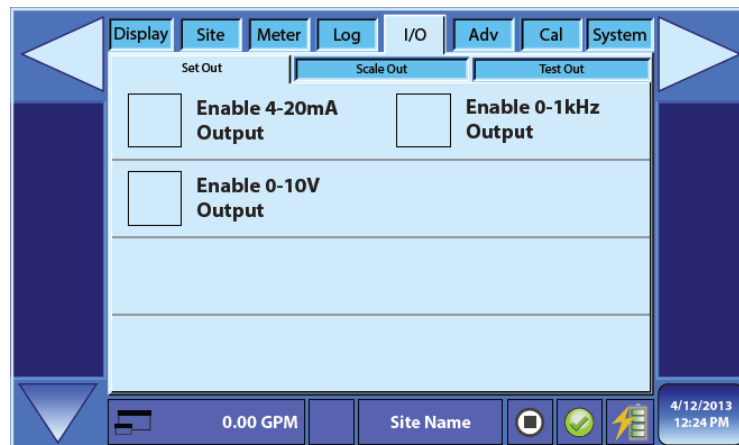 Display Site Meter Log I/O Adv Cal System
Set Out Scale Out Test Out
Enable 4-20mA
Output
Enable 0-1kHz
Output
Enable 0-10V
Output
0.00 GPM
Site Name
4/12/2013
12:24 PM